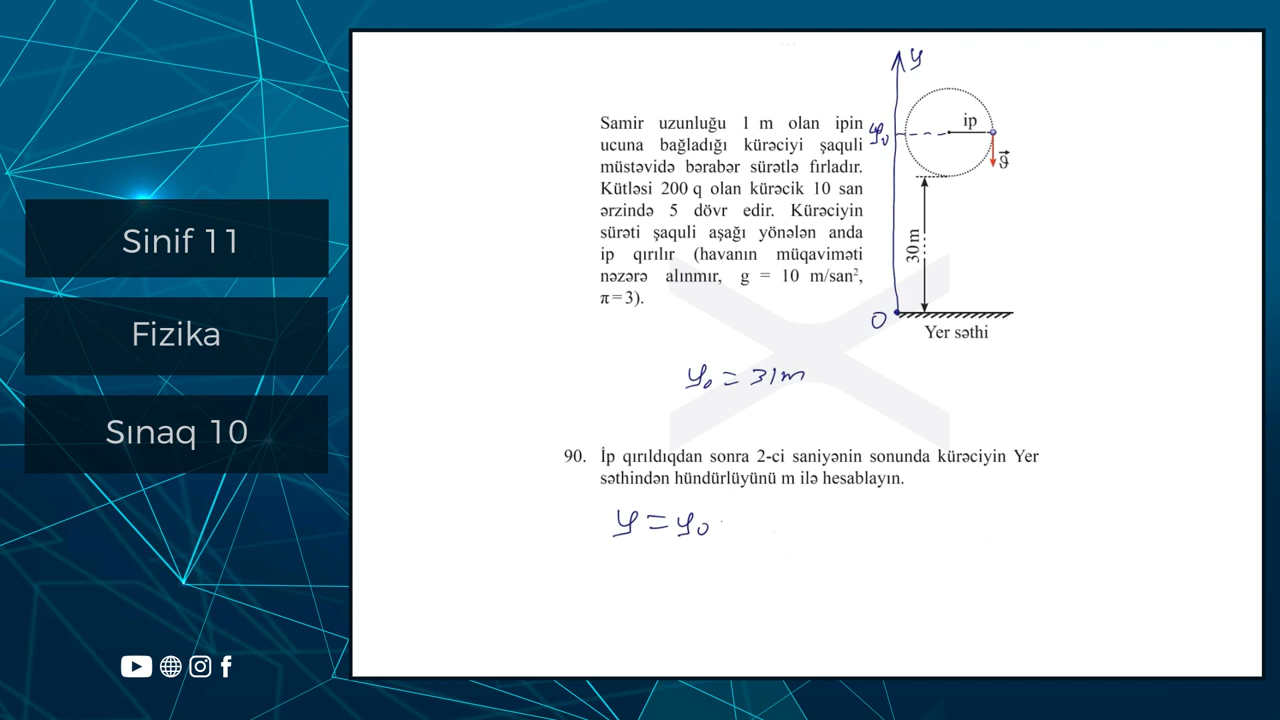 Sinif 11
Fizika
Sınaq 10
Samir uzunluğu 1 m olan ipin
ucuna bağladığı kürəciyi şaquli
müstəvidə bərabər sürətlə fırladır.
Kütləsi 200 q olan kürəcik 10 san
ərzində 5 dövr edir. Kürəciyin
sürəti şaquli aşağı yönələn anda
ip qırılır (havanın müqaviməti
nəzərə alınmır, g = 10 m/san²,
π=3).
y
y₀
ip
ϑ⃗
30 m
O
Yer səthi
y₀ = 31m
90. İp qırıldıqdan sonra 2-ci saniyənin sonunda kürəciyin Yer
səthindən hündürlüyünü m ilə hesablayın.
y = y₀